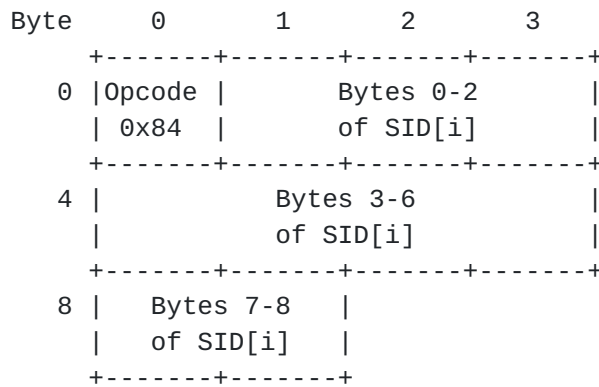 Byte 0 1 2 3
+-------+-------+-------+-------+
0 |Opcode | Bytes 0-2 |
| 0x84 | of SID[i] |
+-------+-------+-------+-------+
4 | Bytes 3-6 |
| of SID[i] |
+-------+-------+-------+-------+
8 | Bytes 7-8 |
| of SID[i] |
+-------+-------+